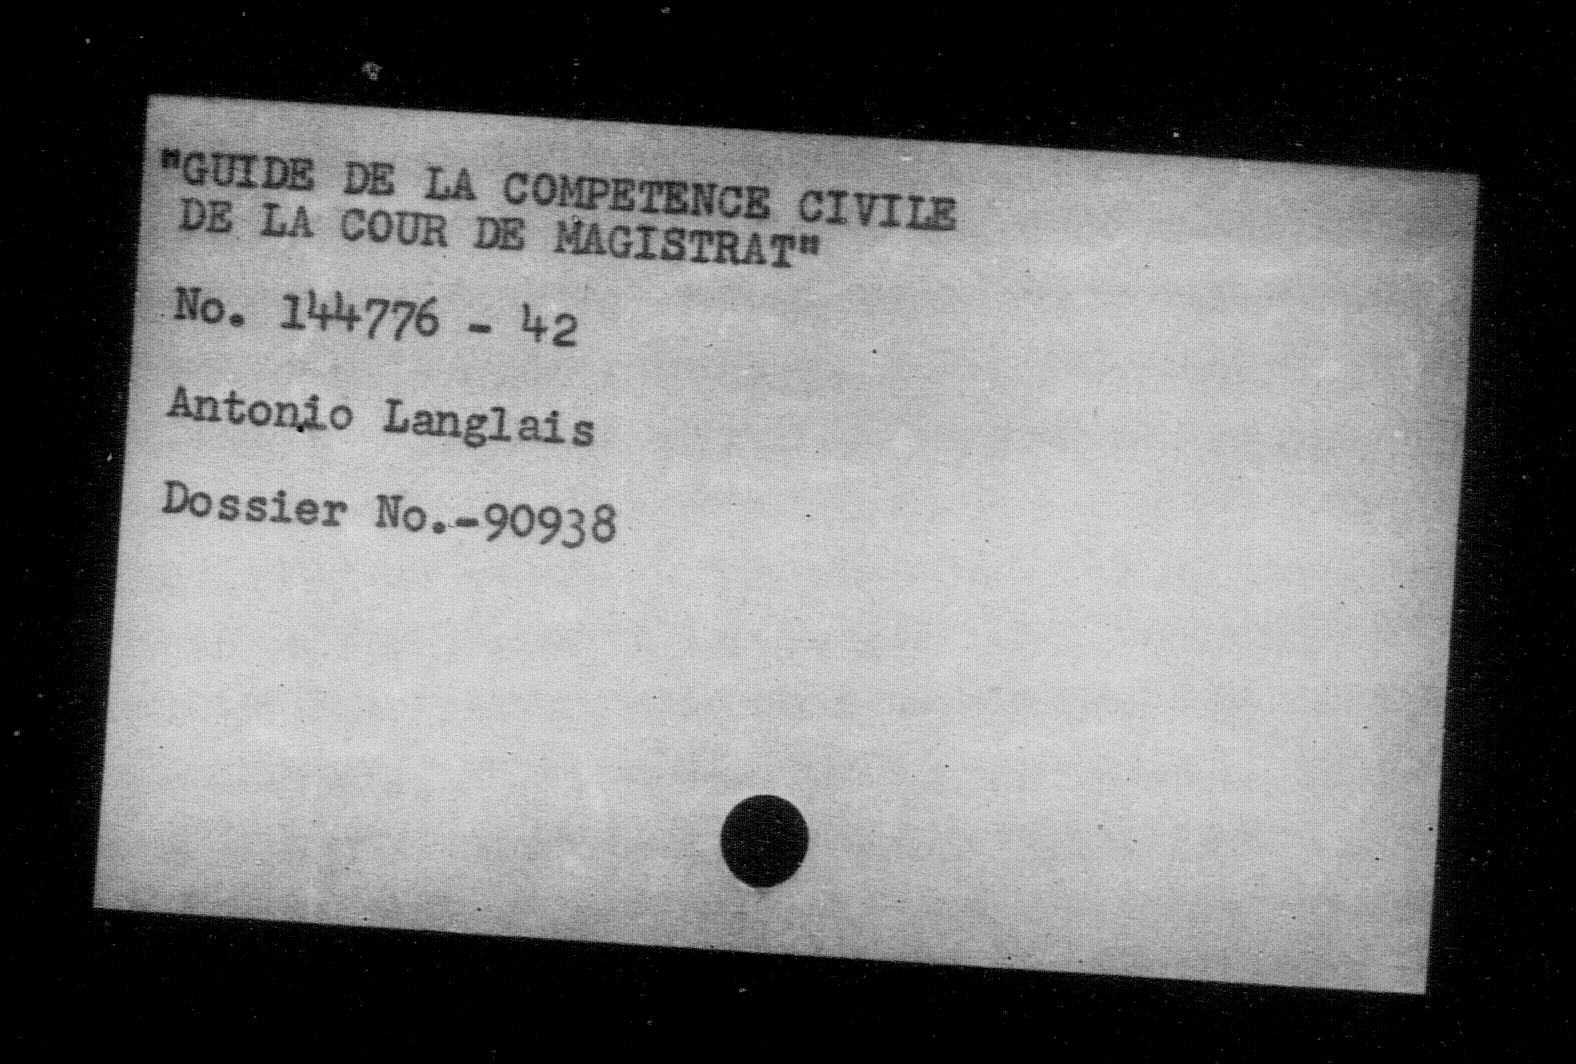 "GUIDE DE LA COMPETENCE CIVILE
DE LA COUR DE MAGISTRAT"
No. 144776 - 42
Antonio Langlais
Dossier No.-90938